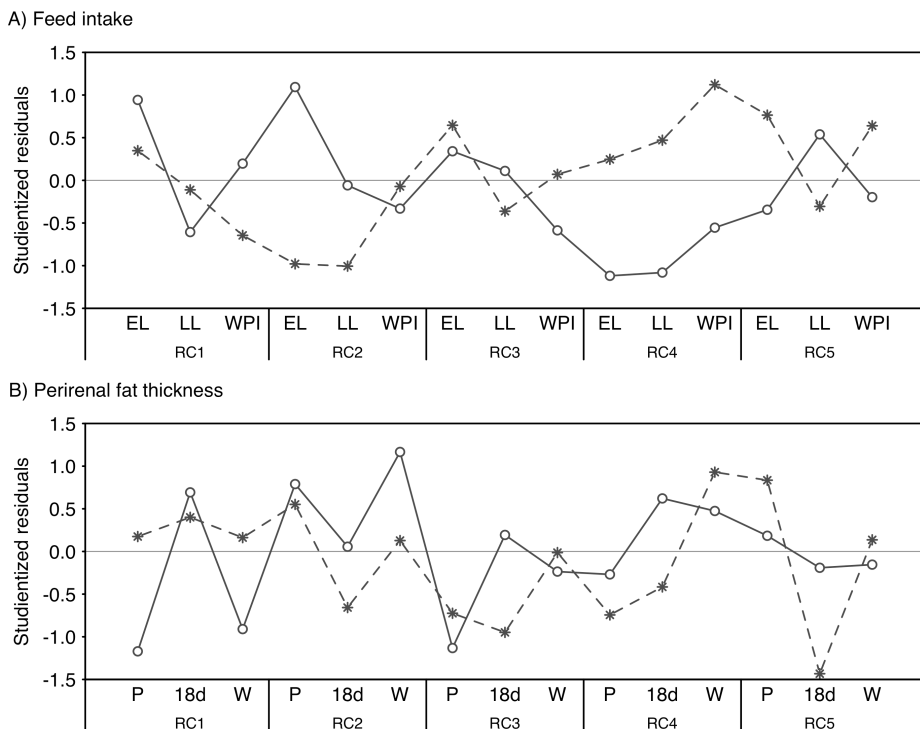 A) Feed intake
Studientized residuals
1.5
1.0
0.5
0.0
-0.5
-1.0
-1.5
EL LL WPI EL LL WPI EL LL WPI EL LL WPI EL LL WPI
RC1 RC2 RC3 RC4 RC5
B) Perirenal fat thickness
Studientized residuals
1.5
1.0
0.5
0.0
-0.5
-1.0
-1.5
P 18d W P 18d W P 18d W P 18d W P 18d W
RC1 RC2 RC3 RC4 RC5